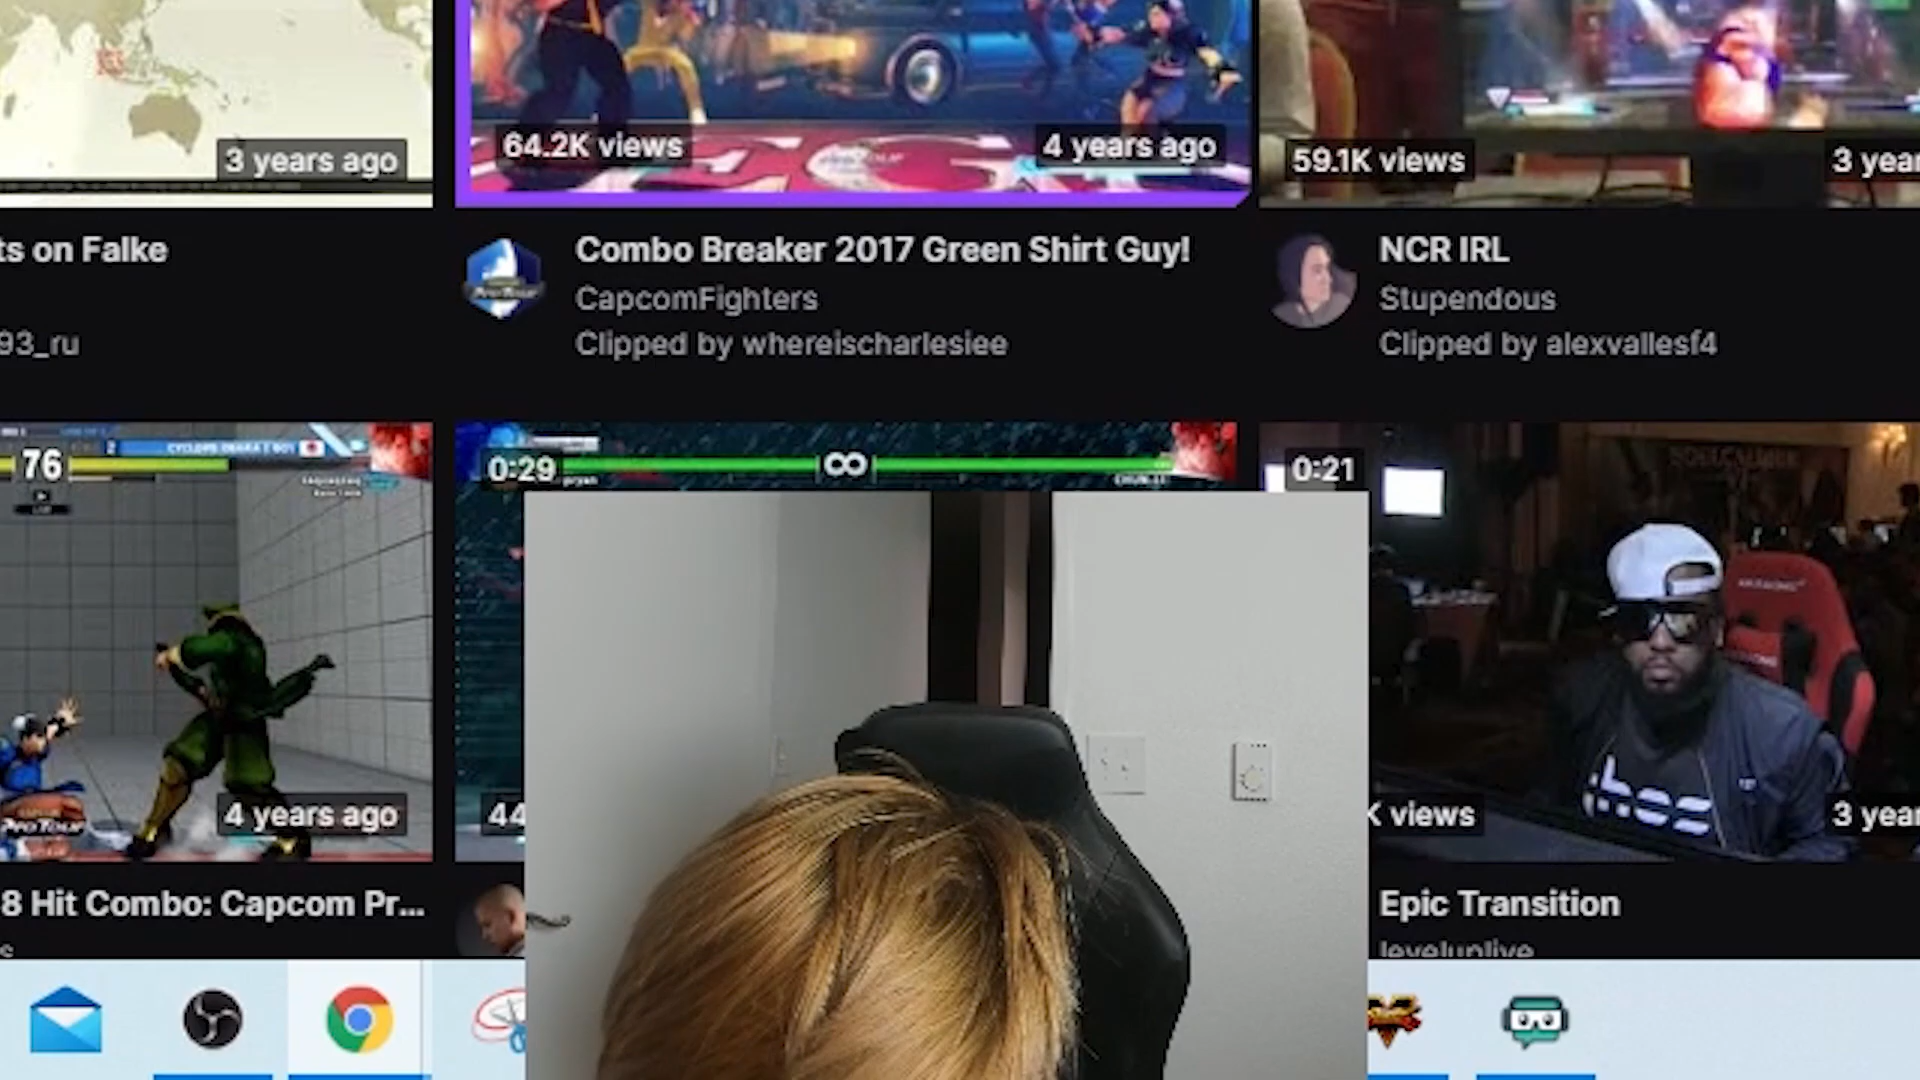 3 years ago
64.2K views
4 years ago
59.1K views
3 year
ts on Falke
Combo Breaker 2017 Green Shirt Guy!
NCR IRL
CapcomFighters
Stupendous
93_ru
Clipped by whereischarlesiee
Clipped by alexvallesf4
76
0:29
0:21
4 years ago
44
K views
3 year
8 Hit Combo: Capcom Pr...
Epic Transition
leveluplive